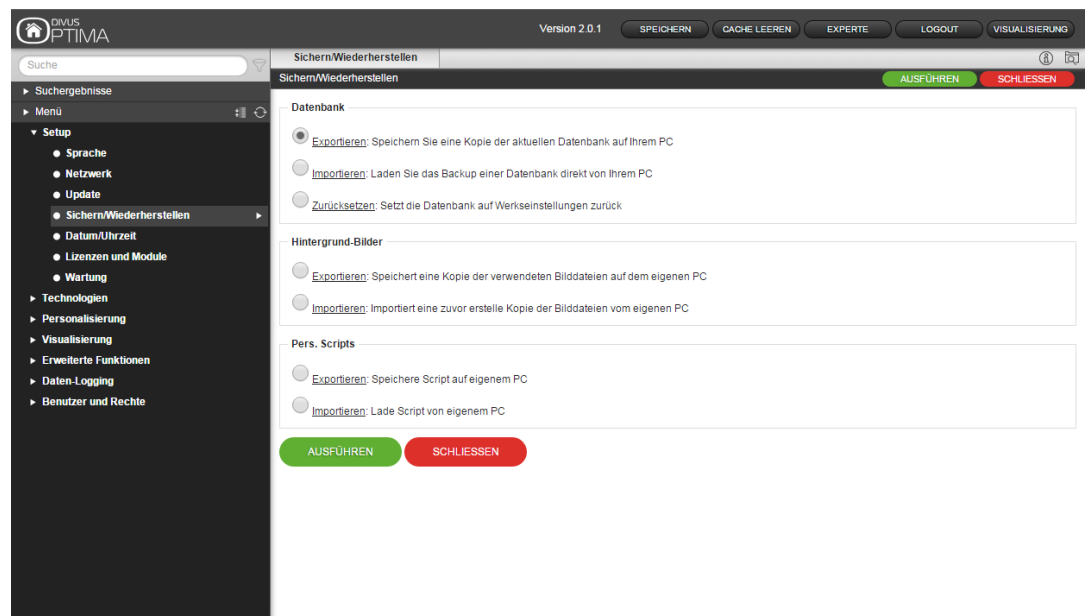 DIVUS
OPTIMA
Version 2.0.1
SPEICHERN
CACHE LEEREN
EXPERTE
LOGOUT
VISUALISIERUNG
Suche
Suchergebnisse
Menü
Setup
Sprache
Netzwerk
Update
Sichern/Wiederherstellen
Datum/Uhrzeit
Lizenzen und Module
Wartung
Technologien
Personalisierung
Visualisierung
Erweiterte Funktionen
Daten-Logging
Benutzer und Rechte
Sichern/Wiederherstellen
Sichern/Wiederherstellen
AUSFÜHREN
SCHLIESSEN
Datenbank
Exportieren: Speichern Sie eine Kopie der aktuellen Datenbank auf Ihrem PC
Importieren: Laden Sie das Backup einer Datenbank direkt von Ihrem PC
Zurücksetzen: Setzt die Datenbank auf Werkseinstellungen zurück
Hintergrund-Bilder
Exportieren: Speichert eine Kopie der verwendeten Bilddateien auf dem eigenen PC
Importieren: Importiert eine zuvor erstelle Kopie der Bilddateien vom eigenen PC
Pers. Scripts
Exportieren: Speichere Script auf eigenem PC
Importieren: Lade Script von eigenem PC
AUSFÜHREN
SCHLIESSEN